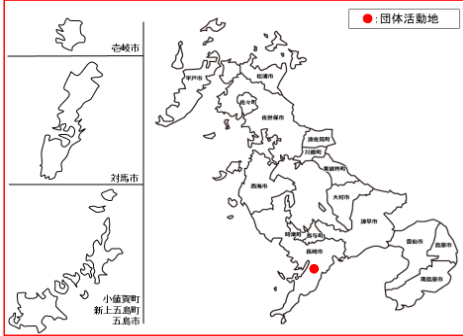 ●:団体活動地
壱岐市
対馬市
小値賀町
新上五島町
五島市
平戸市
松浦市
佐々町
佐世保市
波佐見町
川棚町
東彼杵町
西海市
大村市
時津町
長与町
諫早市
長崎市
雲仙市
島原市
南島原市